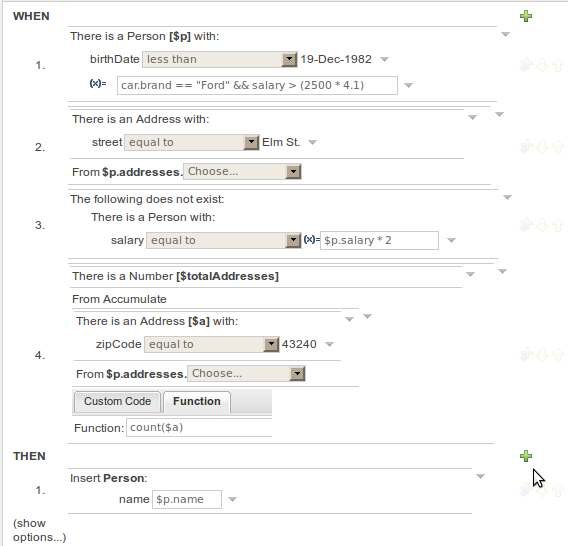 WHEN
There is a Person [$p] with:
1.
birthDate less than 19-Dec-1982
(x)= car.brand == "Ford" && salary > (2500 * 4.1)
There is an Address with:
2.
street equal to Elm St.
From $p.addresses. Choose...
The following does not exist:
There is a Person with:
3.
salary equal to (x)= $p.salary * 2
There is a Number [$totalAddresses]
From Accumulate
There is an Address [$a] with:
zipCode equal to 43240
4.
From $p.addresses. Choose...
Custom Code Function
Function: count($a)
THEN
Insert Person:
1.
name $p.name
(show
options...)